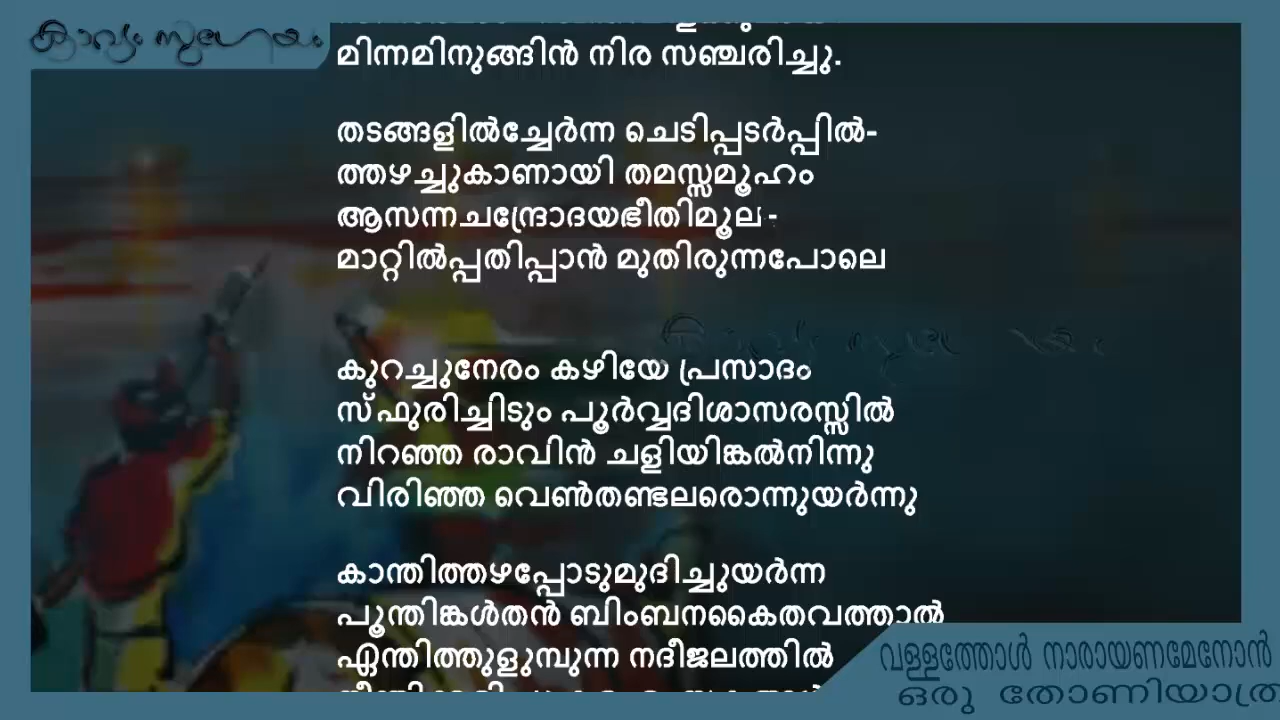 കാവ്യം സുഗേയം
മിന്നമിനുങ്ങിൻ നിര സഞ്ചരിച്ചു.
തടങ്ങളിൽച്ചേർന്ന ചെടിപ്പടർപ്പിൽ-
ത്തഴച്ചുകാണായി തമസ്സമൂഹം
ആസന്നചന്ദ്രോദയഭീതിമൂല-
മാറ്റിൽപ്പതിപ്പാൻ മുതിരുന്നപോലെ
കുറച്ചുനേരം കഴിയേ പ്രസാദം
സ്ഫുരിച്ചിടും പൂർവ്വദിശാസരസ്സിൽ
നിറഞ്ഞ രാവിൻ ചളിയിങ്കൽനിന്നു
വിരിഞ്ഞ വെൺതണ്ടലരൊന്നുയർന്നു
കാന്തിത്തഴപ്പോടുമുദിച്ചുയർന്ന
പൂന്തിങ്കൾതൻ ബിംബനകൈതവത്താൽ
ഏന്തിത്തുളുമ്പുന്ന നദീജലത്തിൽ
വള്ളത്തോൾ നാരായണമേനോൻ
ഒരു തോണിയാത്ര